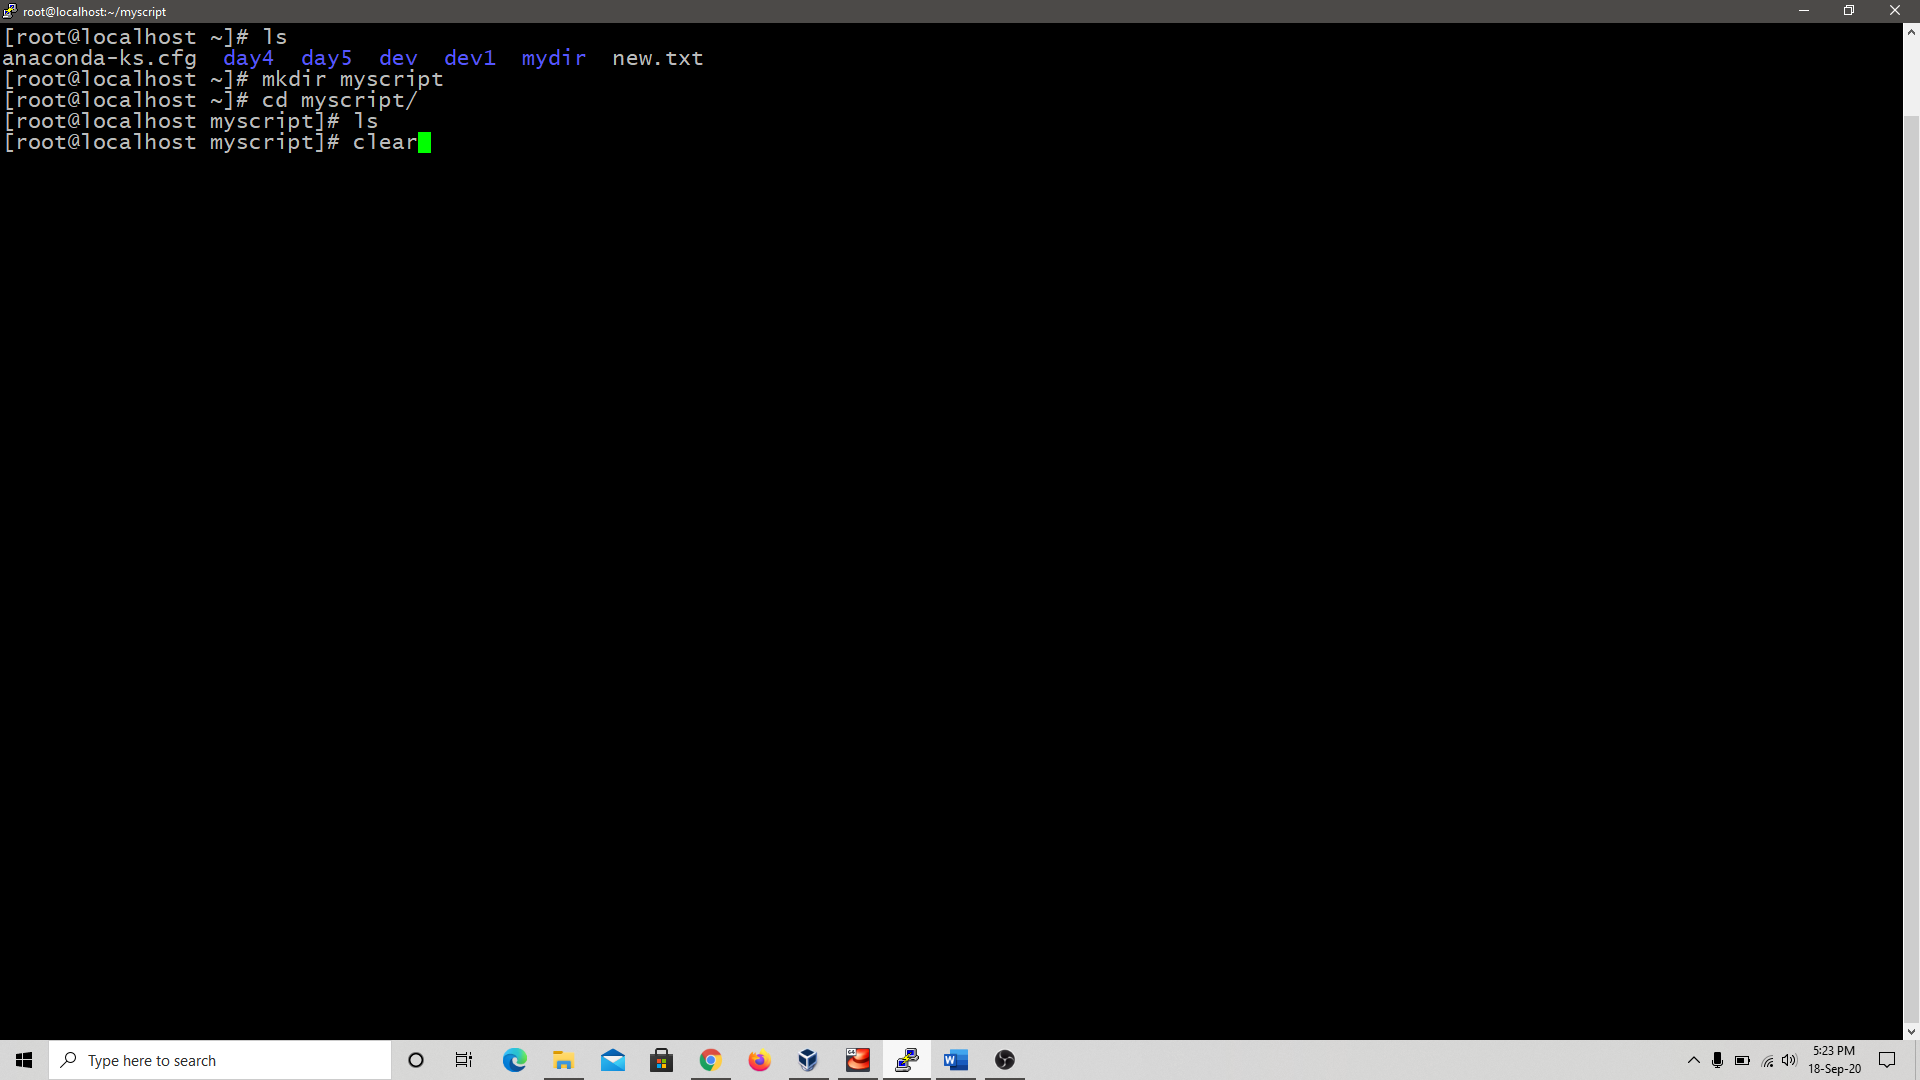 root@localhost:~/myscript
[root@localhost ~]# ls
anaconda-ks.cfg  day4  day5  dev  dev1  mydir  new.txt
[root@localhost ~]# mkdir myscript
[root@localhost ~]# cd myscript/
[root@localhost myscript]# ls
[root@localhost myscript]# clear
Type here to search
64
W
5:23 PM
18-Sep-20